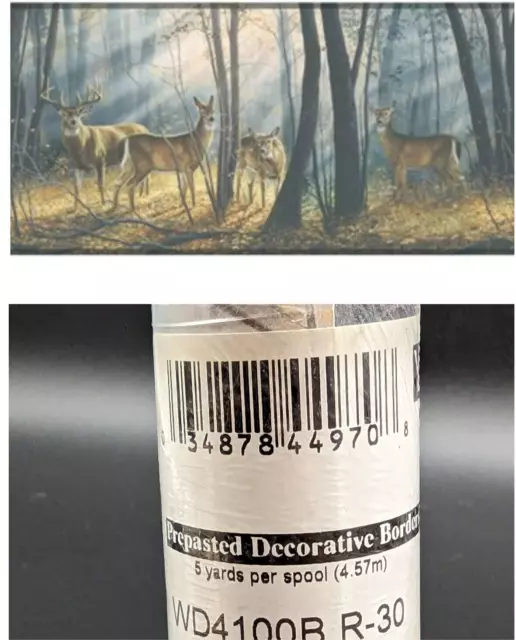 0 34878 44970 8
Prepasted Decorative Border
5 yards per spool (4.57m)
WD4100B R-30